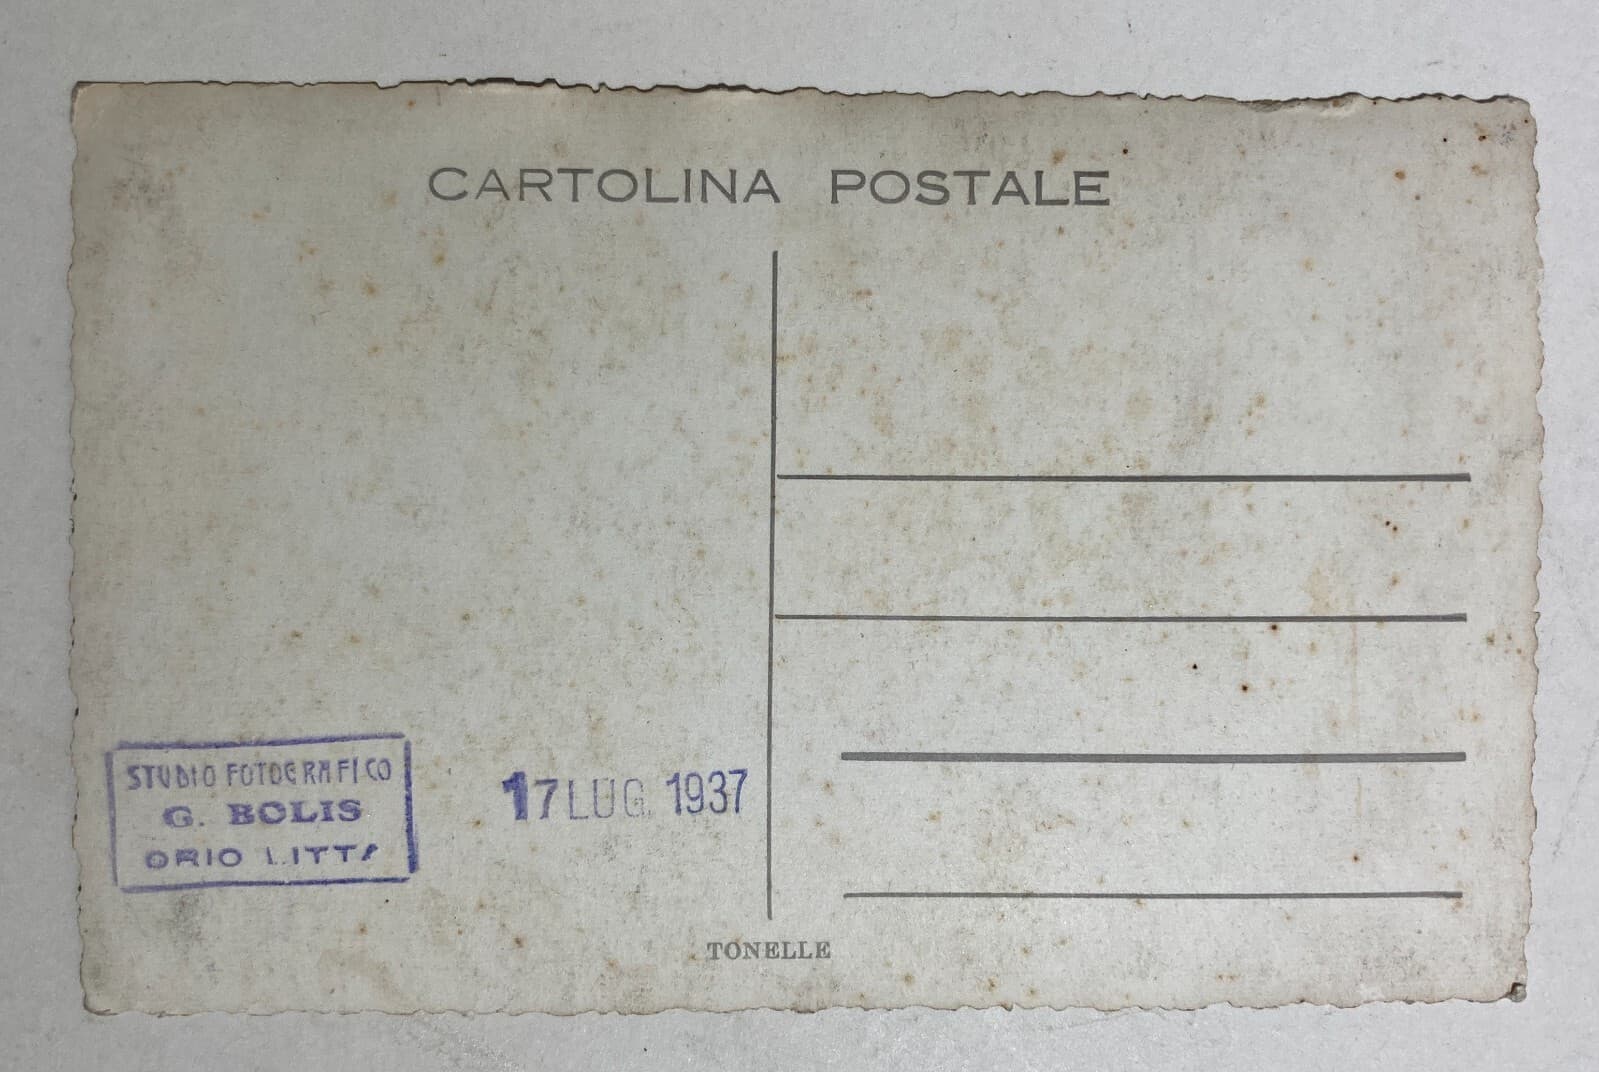 CARTOLINA POSTALE
STUDIO FOTOGRAFICO
G. BOLIS
ORIO LITTA
17 LUG. 1937
TONELLE